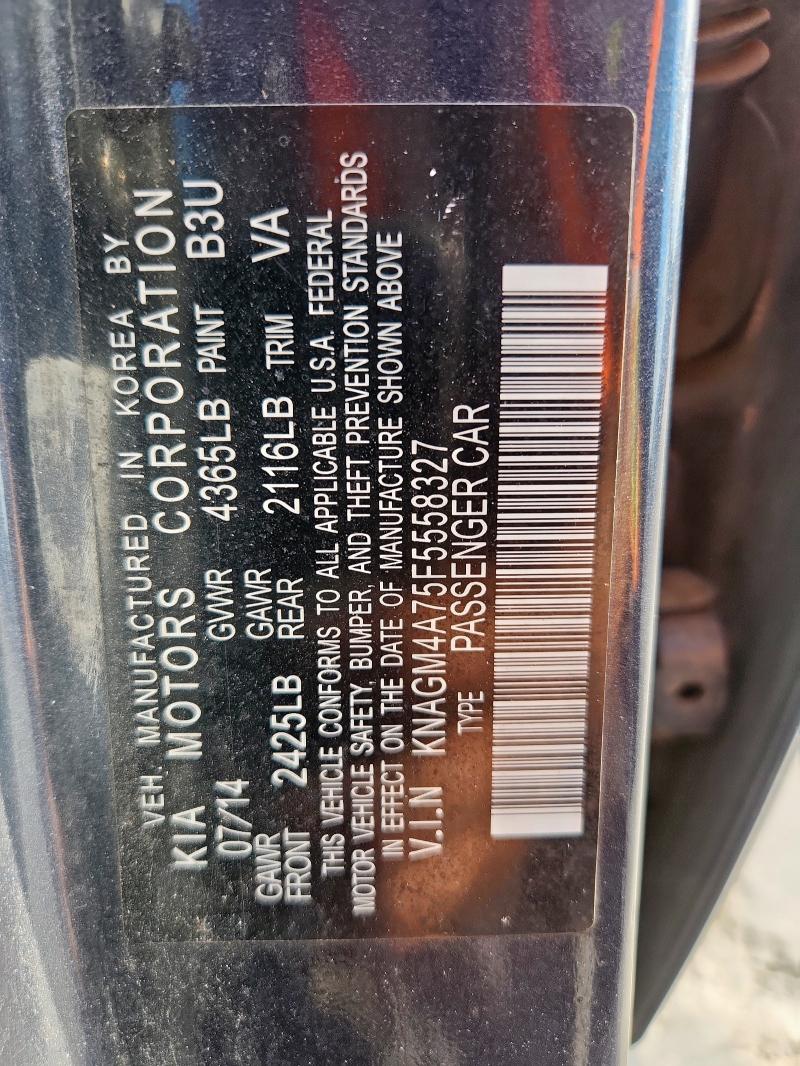 VEH. MANUFACTURED IN KOREA BY
KIA MOTORS CORPORATION
07/14 GVWR 4365LB PAINT B3U
GAWR FRONT 2425LB GAWR REAR 2116LB TRIM VA
THIS VEHICLE CONFORMS TO ALL APPLICABLE U.S.A. FEDERAL
MOTOR VEHICLE SAFETY, BUMPER, AND THEFT PREVENTION STANDARDS
IN EFFECT ON THE DATE OF MANUFACTURE SHOWN ABOVE
V.I.N KNAGM4A75F5558327
TYPE PASSENGER CAR